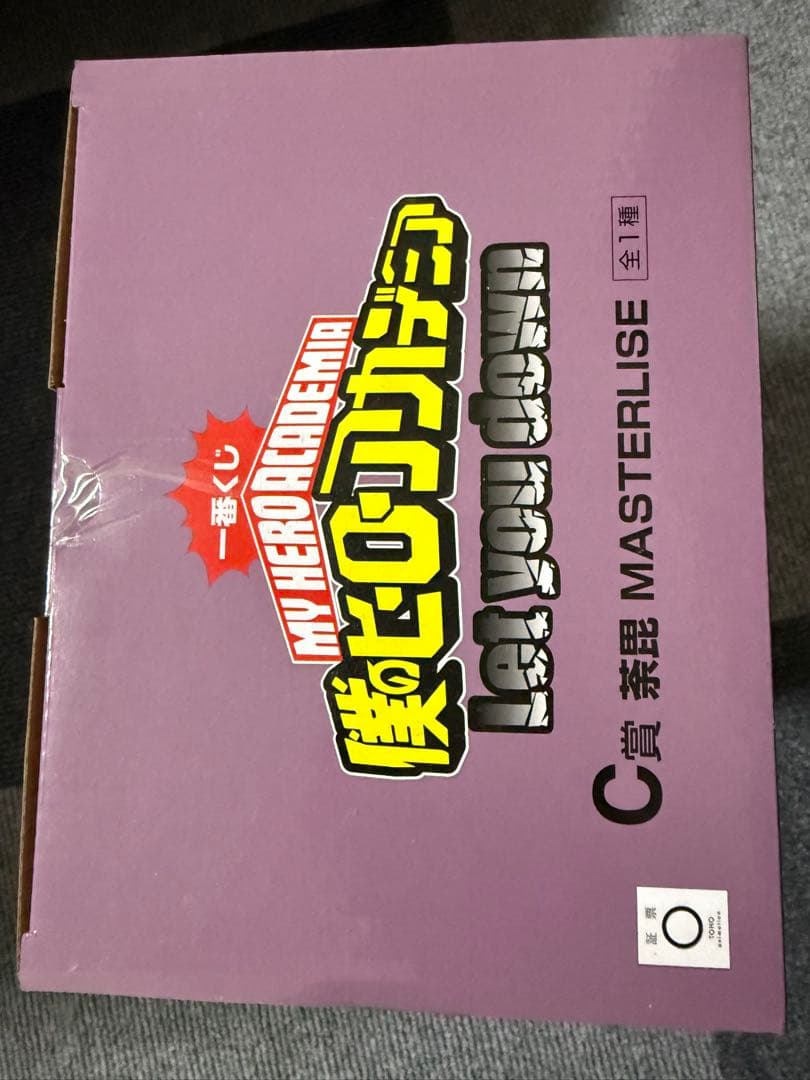 一番くじ
MY HERO ACADEMIA
僕のヒーローアカデミア
Let you down
C賞 荼毘 MASTERLISE 全1種
証票
TOHO
animation